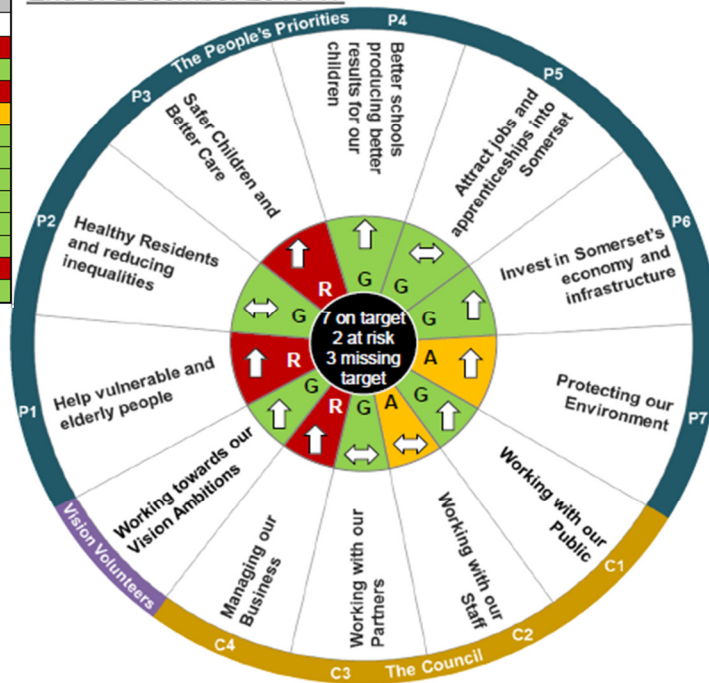 The People's Priorities
P4
Better schools
producing better
results for our
children
P5
Attract jobs and
apprenticeships into
Somerset
P6
Invest in Somerset's
economy and
infrastructure
P7
Protecting our
Environment
C1
Working with our
Public
C2
Working with our
Staff
The Council
C3
Working with our
Partners
C4
Managing our
Business
Vision Volunteers
Working towards our
Vision Ambitions
P1
Help vulnerable and
elderly people
P2
Healthy Residents
and reducing
inequalities
P3
Safer Children and
Better Care
G
G
G
A
G
A
G
R
G
R
G
R
7 on target
2 at risk
3 missing
target